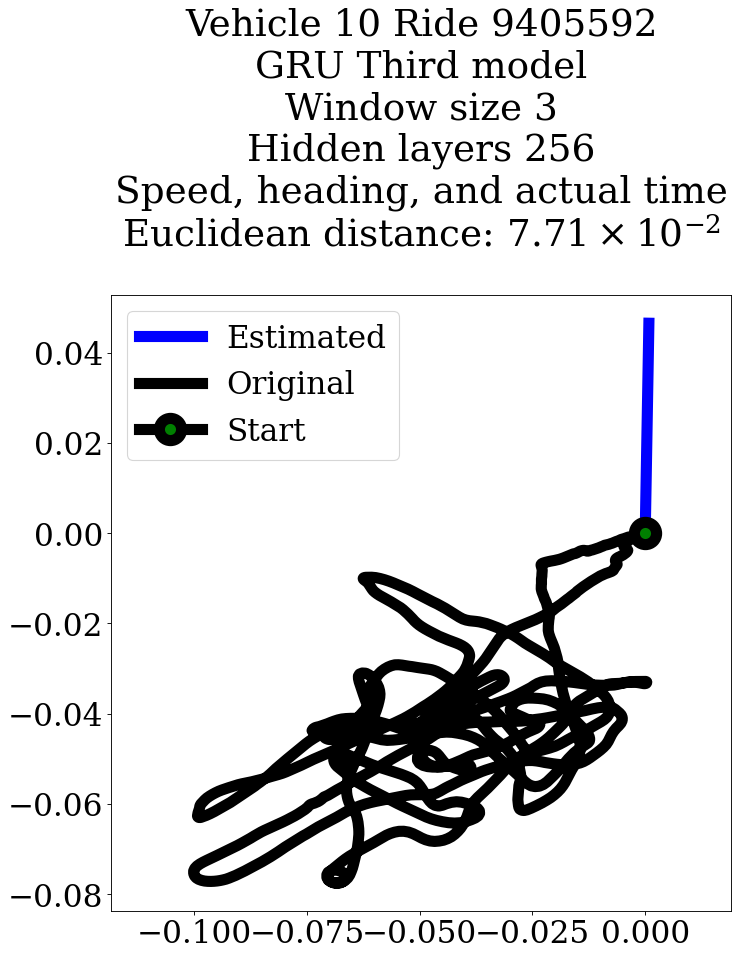 Vehicle 10 Ride 9405592
GRU Third model
Window size 3
Hidden layers 256
Speed, heading, and actual time
Euclidean distance: 7.71 × 10⁻²
Estimated
Original
Start
0.04
0.02
0.00
−0.02
−0.04
−0.06
−0.08
−0.100 −0.075 −0.050 −0.025 0.000